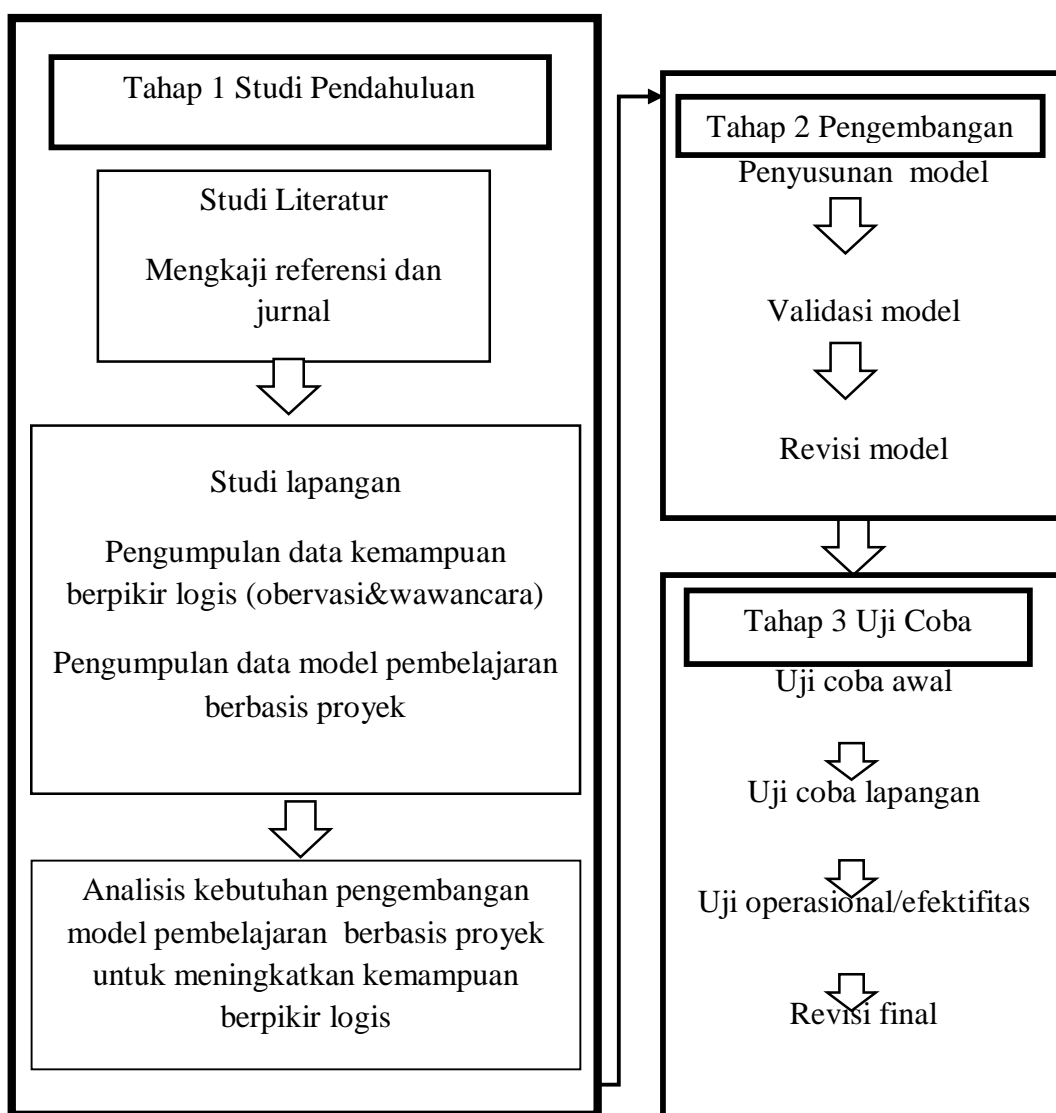 Tahap 1 Studi Pendahuluan
Studi Literatur
Mengkaji referensi dan
jurnal
Studi lapangan
Pengumpulan data kemampuan
berpikir logis (obervasi&wawancara)
Pengumpulan data model pembelajaran
berbasis proyek
Analisis kebutuhan pengembangan
model pembelajaran berbasis proyek
untuk meningkatkan kemampuan
berpikir logis
Tahap 2 Pengembangan
Penyusunan model
Validasi model
Revisi model
Tahap 3 Uji Coba
Uji coba awal
Uji coba lapangan
Uji operasional/efektifitas
Revisi final